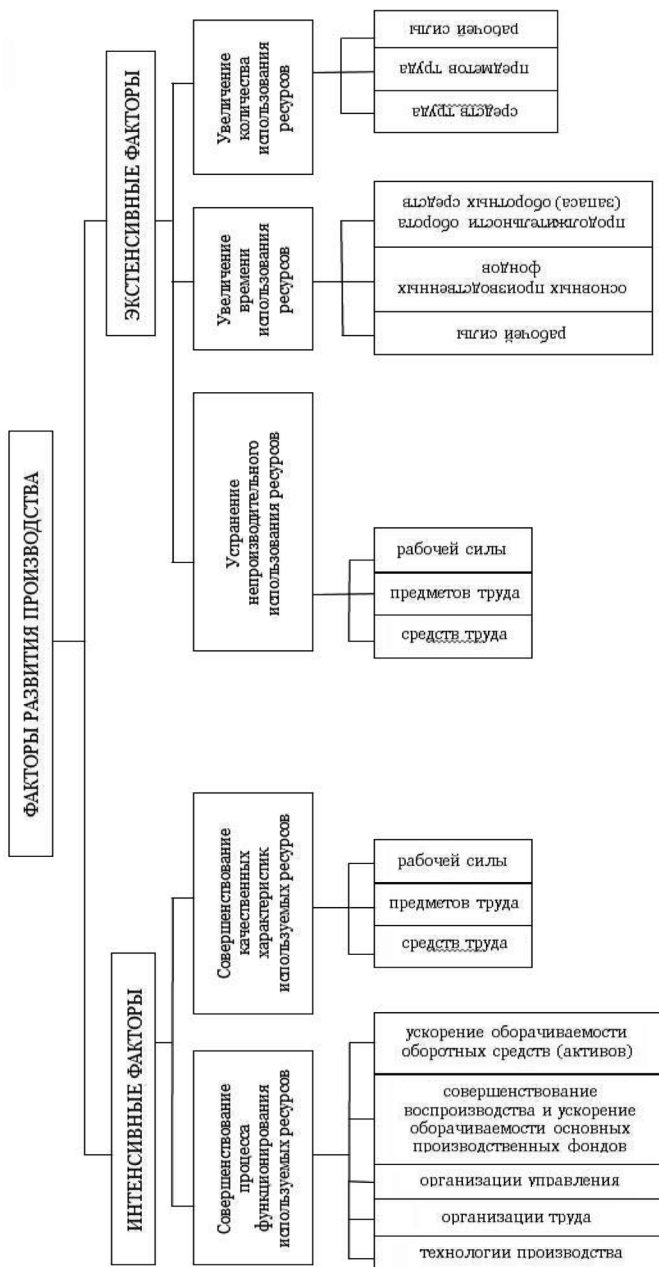 ФАКТОРЫ РАЗВИТИЯ ПРОИЗВОДСТВА
ИНТЕНСИВНЫЕ ФАКТОРЫ
ЭКСТЕНСИВНЫЕ ФАКТОРЫ
Совершенствование
процесса
функционирования
используемых ресурсов
Совершенствование
качественных
характеристик
используемых ресурсов
Устранение
непроизводительного
использования ресурсов
Увеличение
времени
использования
ресурсов
Увеличение
количества
использования
ресурсов
ускорение оборачиваемости
оборотных средств (активов)
совершенствование
воспроизводства и ускорение
оборачиваемости основных
производственных фондов
организации управления
организации труда
технологии производства
рабочей силы
предметов труда
средств труда
рабочей силы
предметов труда
средств труда
рабочей силы
основных производственных
фондов
продолжительности оборота
(запаса) оборотных средств
средств труда
предметов труда
рабочей силы